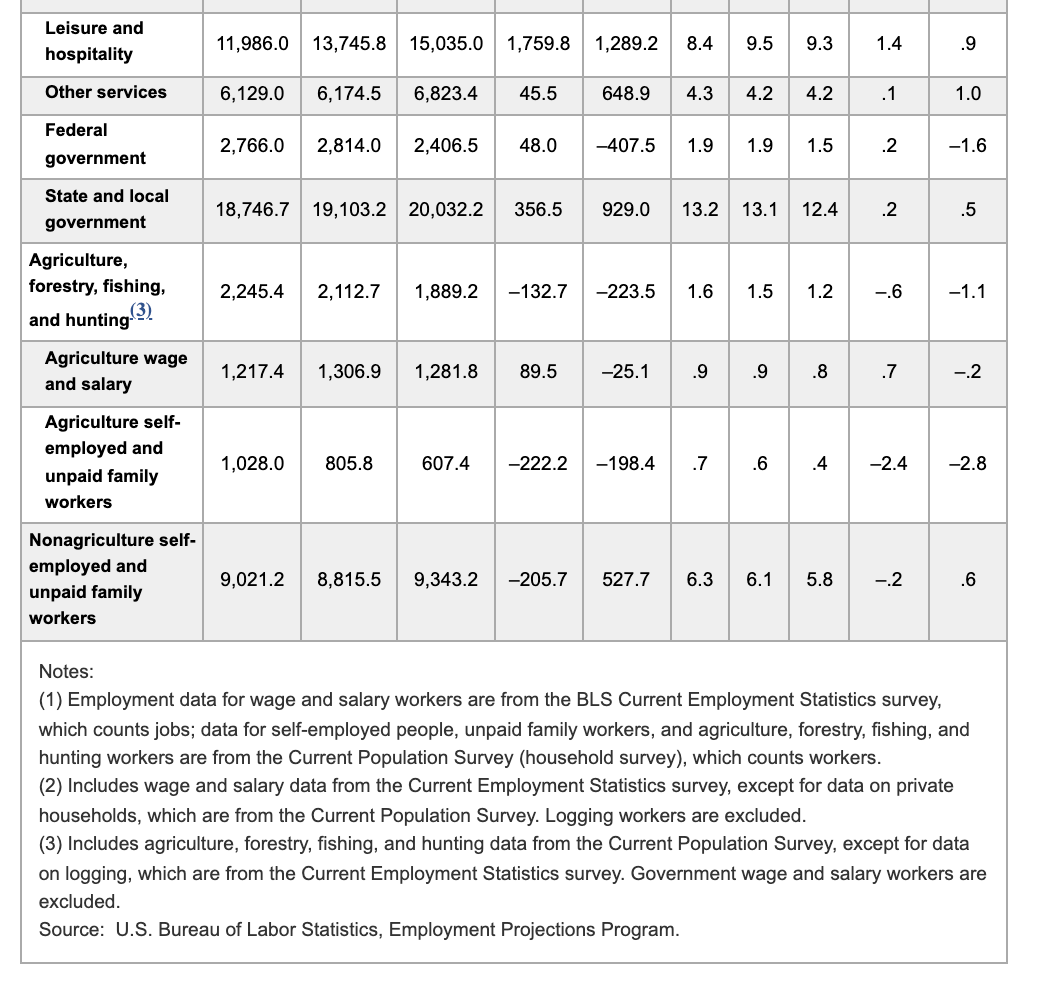 Leisure and
hospitality 11,986.0 13,745.8 15,035.0 1,759.8 1,289.2 8.4 9.5 9.3 1.4 .9
Other services 6,129.0 6,174.5 6,823.4 45.5 648.9 4.3 4.2 4.2 .1 1.0
Federal
government 2,766.0 2,814.0 2,406.5 48.0 –407.5 1.9 1.9 1.5 .2 –1.6
State and local
government 18,746.7 19,103.2 20,032.2 356.5 929.0 13.2 13.1 12.4 .2 .5
Agriculture,
forestry, fishing,
and hunting(3) 2,245.4 2,112.7 1,889.2 –132.7 –223.5 1.6 1.5 1.2 –.6 –1.1
Agriculture wage
and salary 1,217.4 1,306.9 1,281.8 89.5 –25.1 .9 .9 .8 .7 –.2
Agriculture self-
employed and
unpaid family
workers 1,028.0 805.8 607.4 –222.2 –198.4 .7 .6 .4 –2.4 –2.8
Nonagriculture self-
employed and
unpaid family
workers 9,021.2 8,815.5 9,343.2 –205.7 527.7 6.3 6.1 5.8 –.2 .6
Notes:
(1) Employment data for wage and salary workers are from the BLS Current Employment Statistics survey,
which counts jobs; data for self-employed people, unpaid family workers, and agriculture, forestry, fishing, and
hunting workers are from the Current Population Survey (household survey), which counts workers.
(2) Includes wage and salary data from the Current Employment Statistics survey, except for data on private
households, which are from the Current Population Survey. Logging workers are excluded.
(3) Includes agriculture, forestry, fishing, and hunting data from the Current Population Survey, except for data
on logging, which are from the Current Employment Statistics survey. Government wage and salary workers are
excluded.
Source: U.S. Bureau of Labor Statistics, Employment Projections Program.